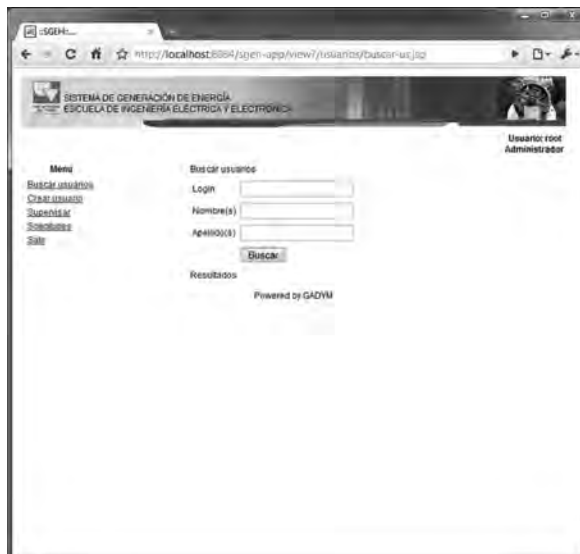 ::SGEH::...
http://localhost:8084/sgeh-app/view/usuarios/buscar-us.jsp
SISTEMA DE GENERACIÓN DE ENERGÍA
ESCUELA DE INGENIERÍA ELÉCTRICA Y ELECTRÓNICA
Usuario: root
Administrador
Menú
Buscar usuarios
Crear usuario
Supervisar
Solicitudes
Salir
Buscar usuarios
Login
Nombre(s)
Apellido(s)
Buscar
Resultados
Powered by GADYM